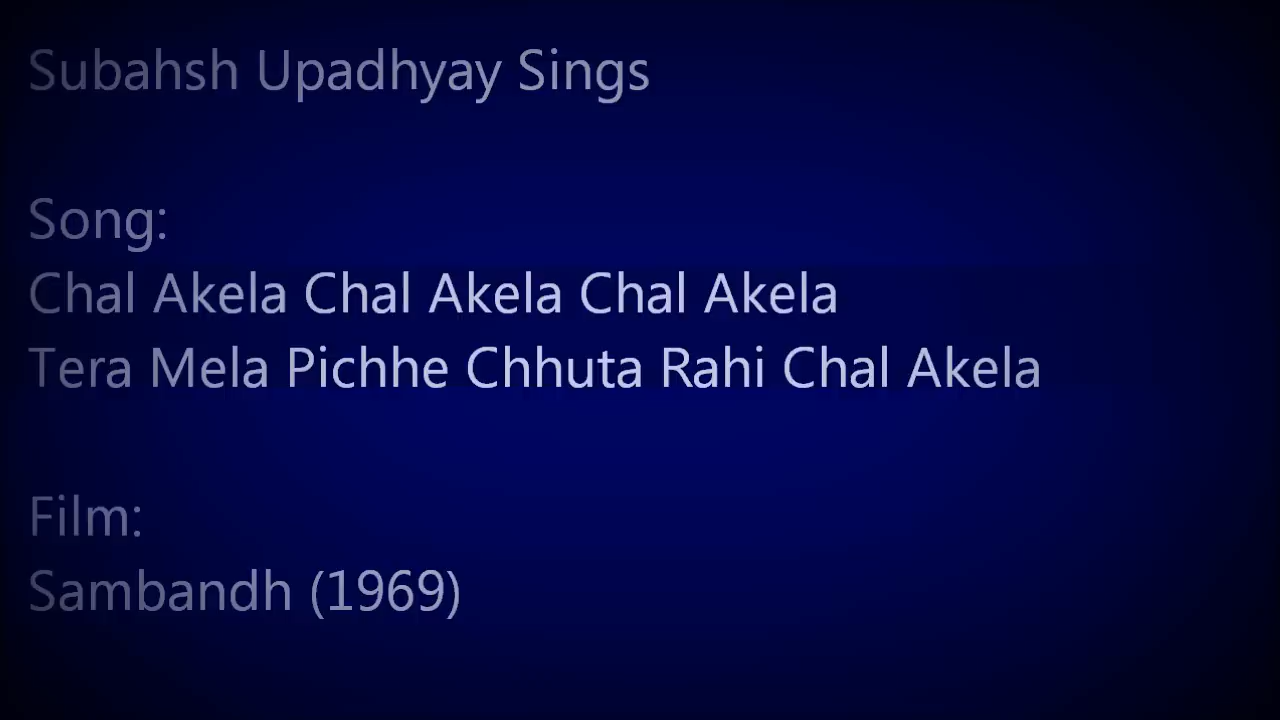 Subahsh Upadhyay Sings
Song:
Chal Akela Chal Akela Chal Akela
Tera Mela Pichhe Chhuta Rahi Chal Akela
Film:
Sambandh (1969)